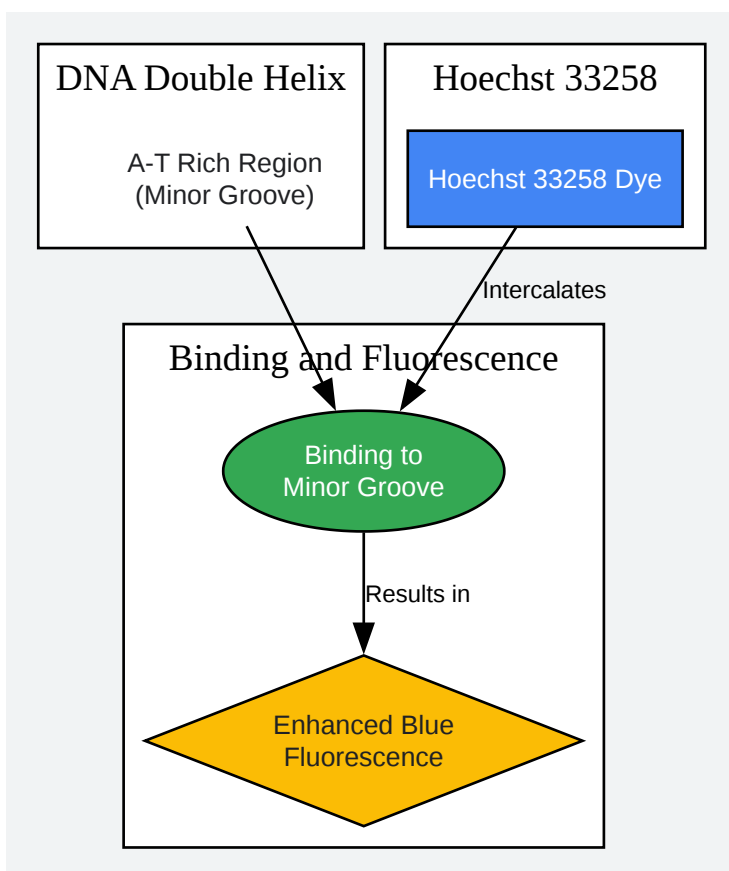 DNA Double Helix
Hoechst 33258
A-T Rich Region
(Minor Groove)
Hoechst 33258 Dye
Intercalates
Binding and Fluorescence
Binding to
Minor Groove
Results in
Enhanced Blue
Fluorescence